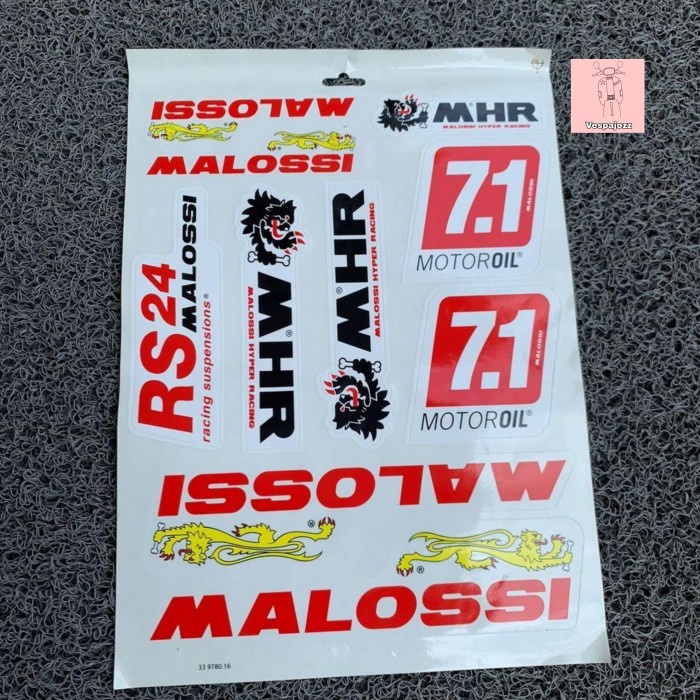 MALOSSI
MALOSSI
MHR
MALOSSI HYPER RACING
Vespajozz
7.1
MALOSSI
MOTOROIL®
RS24
MALOSSI
racing suspensions®
MHR®
MALOSSI HYPER RACING
MHR®
MALOSSI HYPER RACING
7.1
MALOSSI
MOTOROIL®
MALOSSI
®
®
MALOSSI
33 9780.16